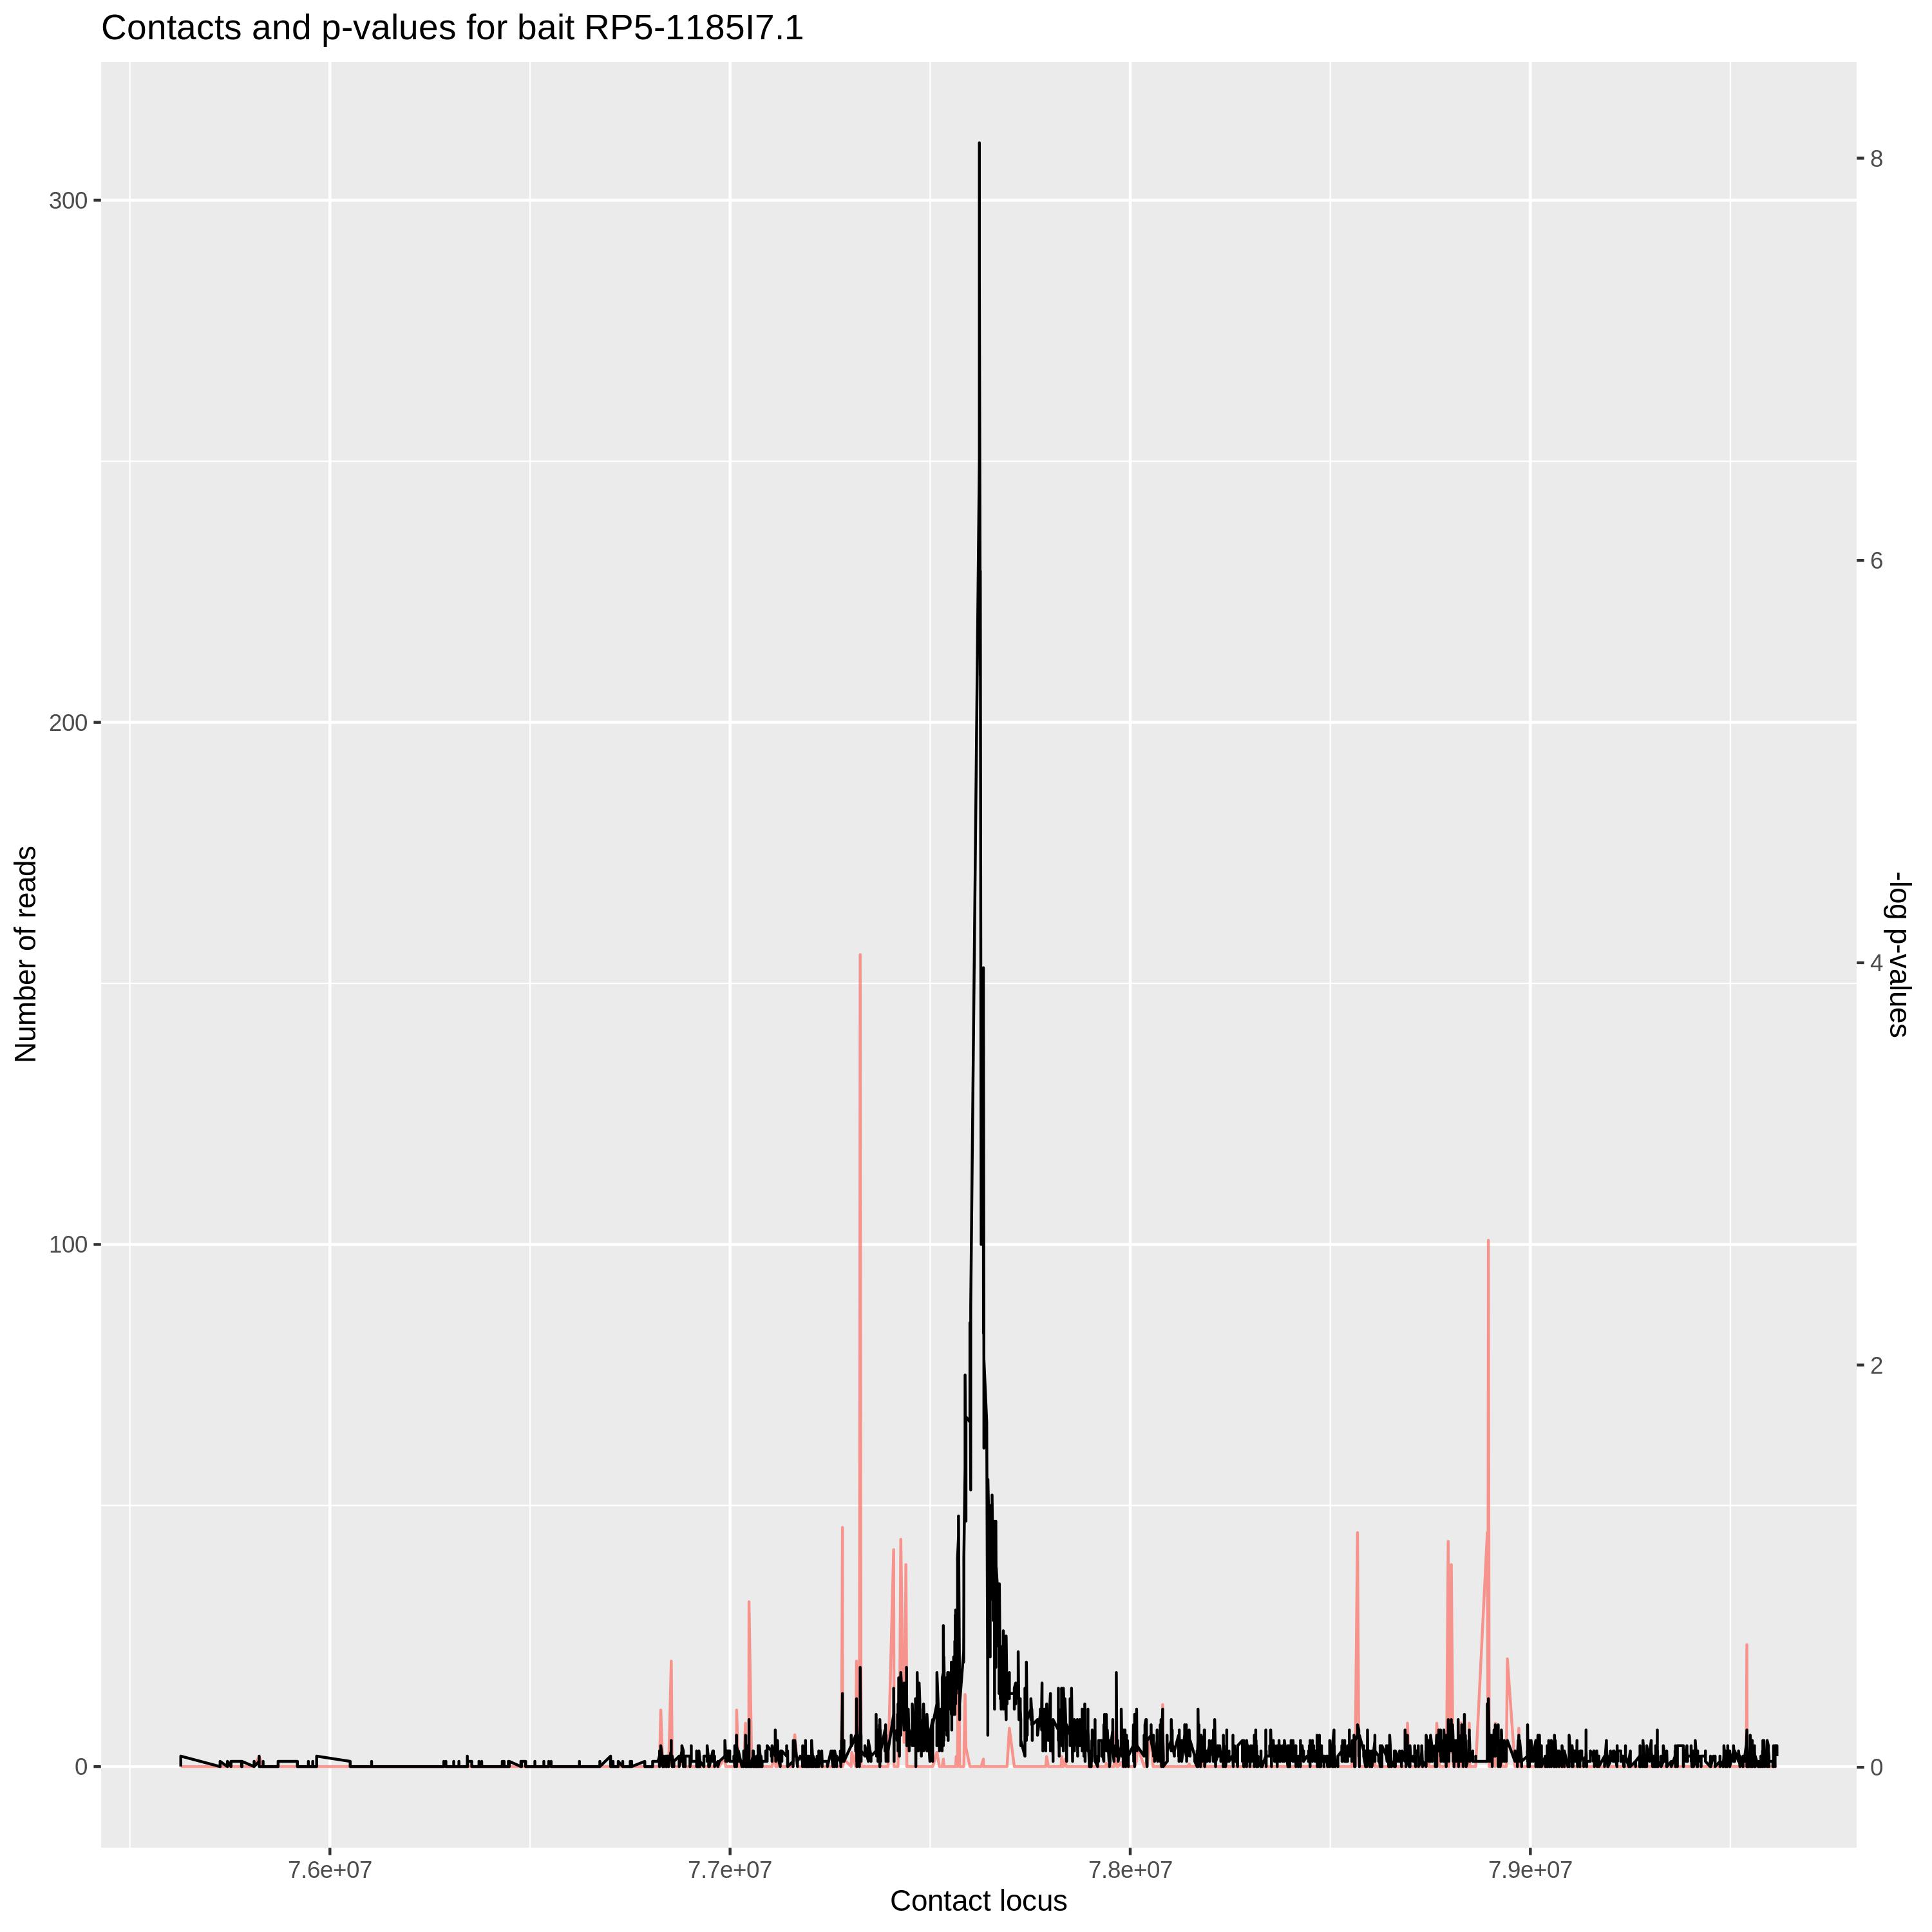 Contacts and p-values for bait RP5-1185I7.1
300
200
100
0
Number of reads
8
6
4
2
0
-log p-values
7.6e+07 7.7e+07 7.8e+07 7.9e+07
Contact locus